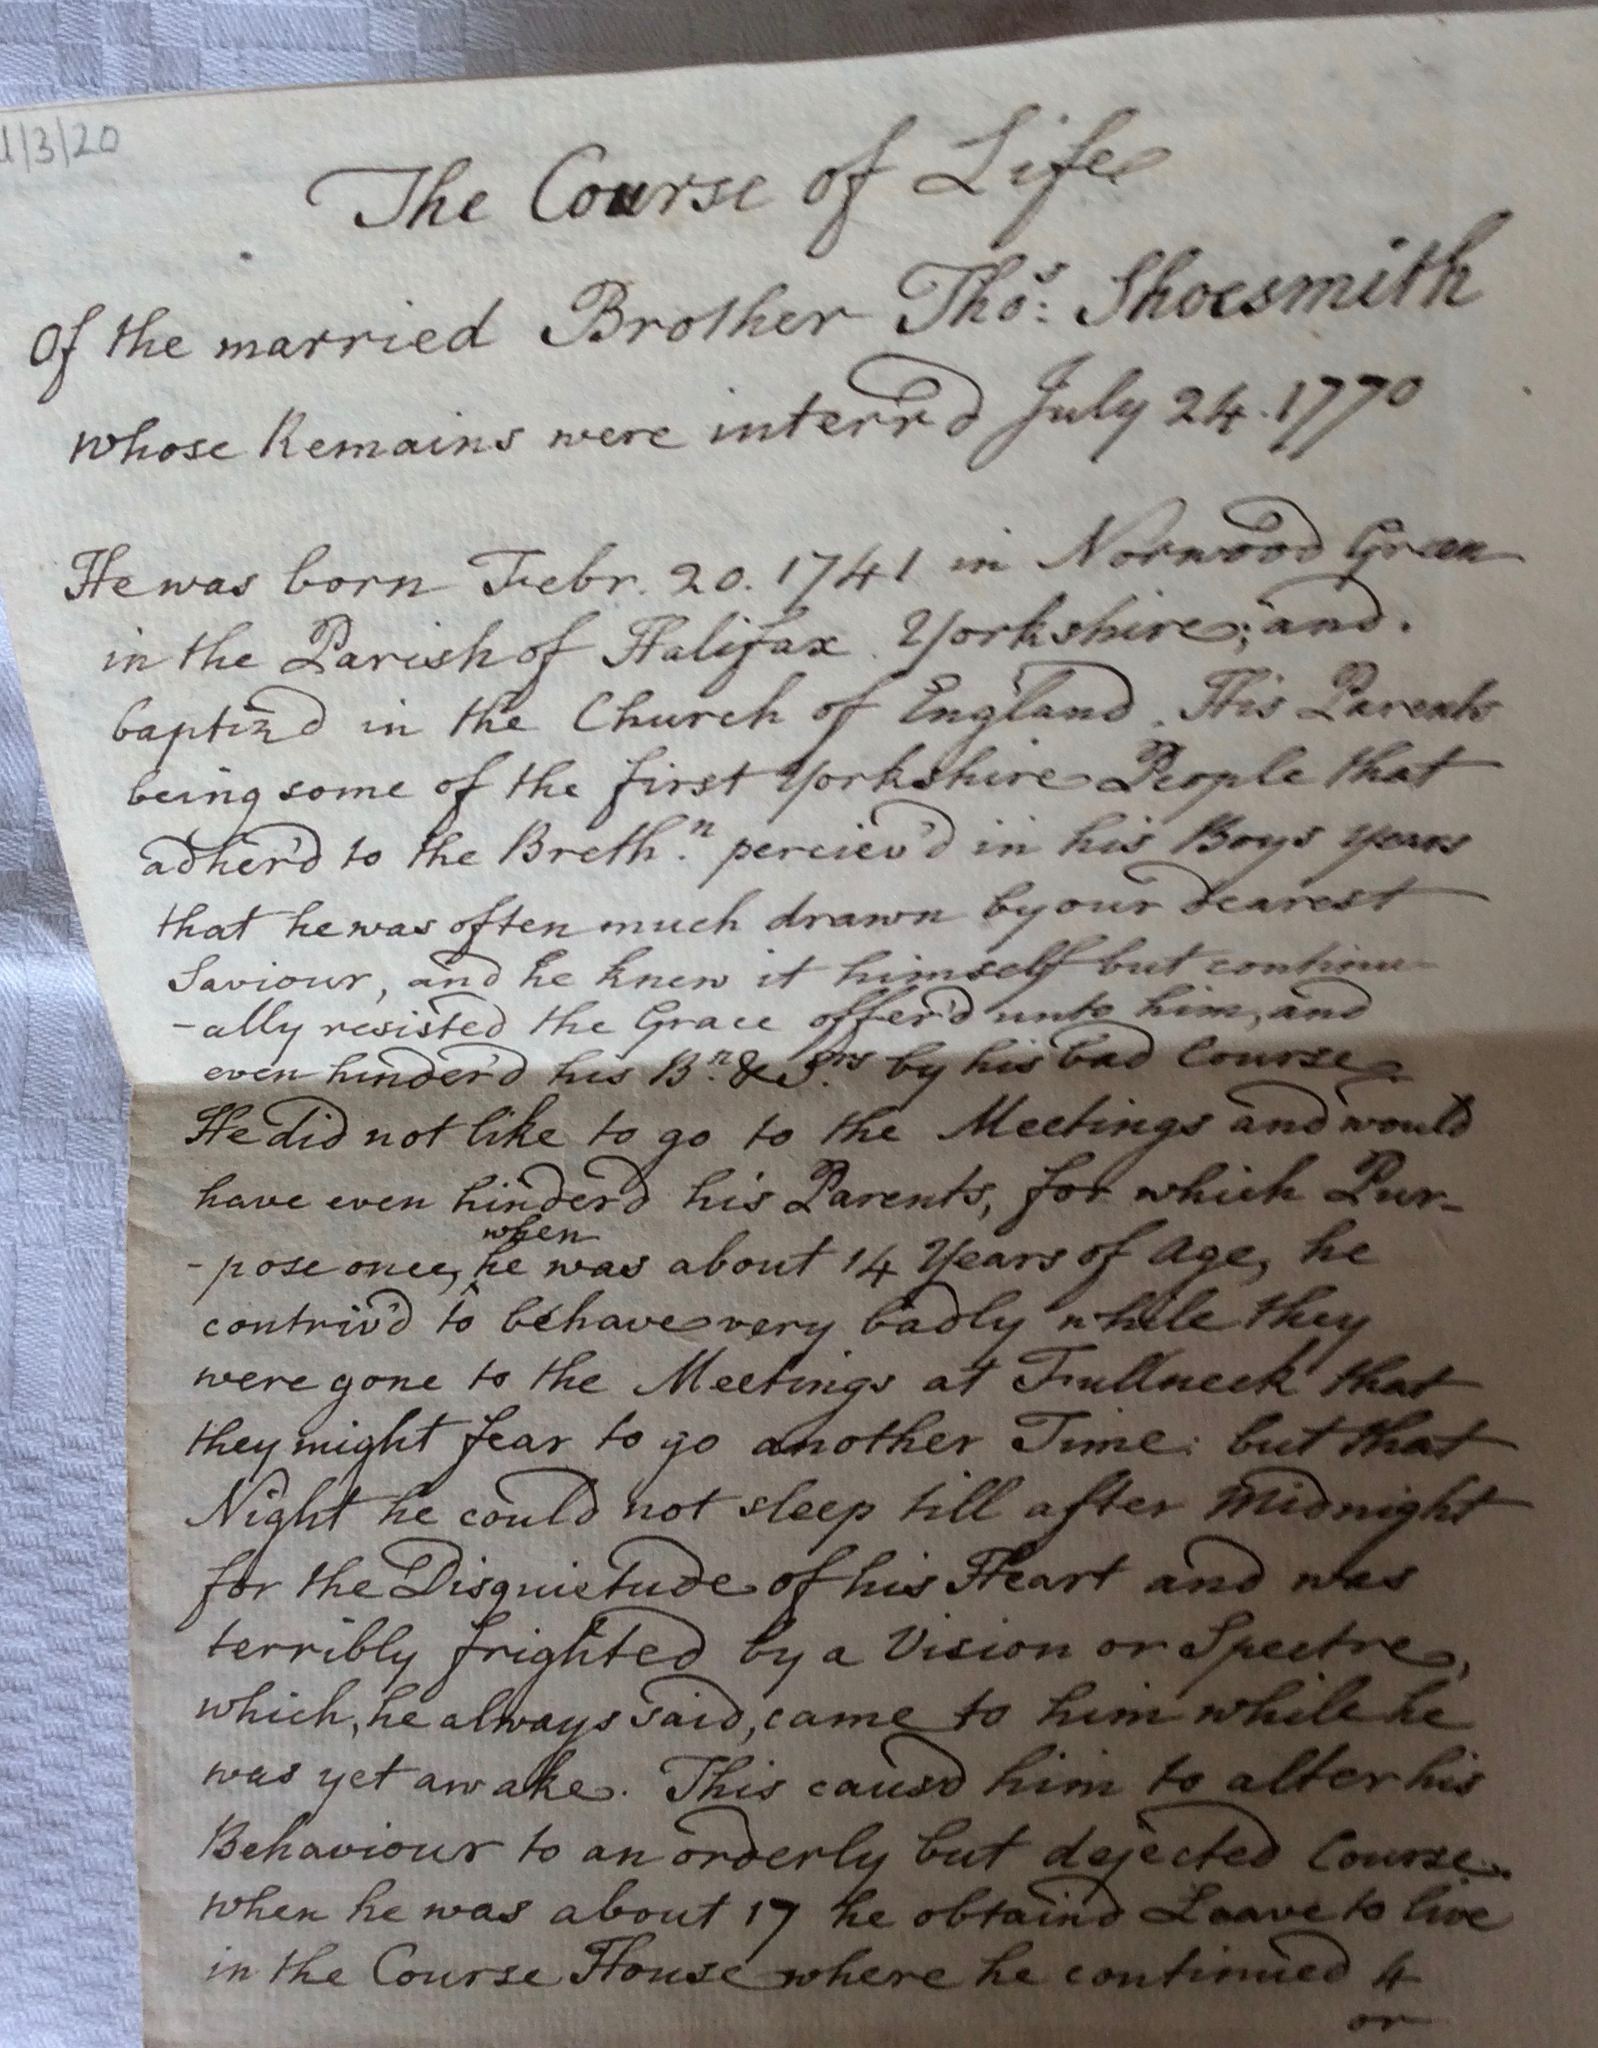 1/3/20
The Course of Life
Of the married Brother Thos: Shoesmith
whose Remains were interr'd July 24. 1770
He was born Febr. 20. 1741 in Norwood Green
in the Parish of Halifax Yorkshire; and
baptiz'd in the Church of England. His Parents
being some of the first Yorkshire People that
adher'd to the Breth.n perciev'd in his Boys Years
that he was often much drawn by our dearest
Saviour, and he knew it himself but continu-
-ally resisted the Grace offer'd unto him, and
even hinder'd his B.n & S.rs by his bad Course.
He did not like to go to the Meetings and would
have even hinder'd his Parents, for which Pur-
when
-pose once, he was about 14 Years of Age, he
contriv'd to behave very badly while they
were gone to the Meetings at Fullneck that
they might fear to go another Time: but that
Night he could not sleep till after Midnight
for the Disquietude of his Heart and was
terribly frighted by a Vision or Spectre,
which, he always said, came to him while he
was yet awake. This caus'd him to alter his
Behaviour to an orderly but dejected Course.
when he was about 17 he obtain'd Leave to live
in the Course House where he continued 4
or